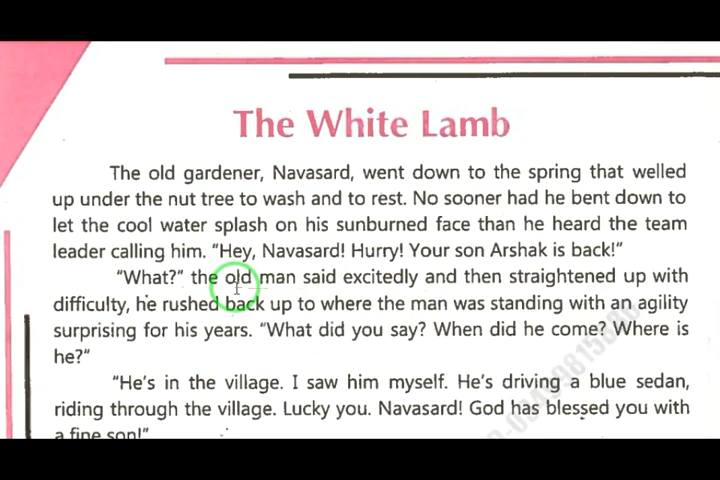 The White Lamb
The old gardener, Navasard, went down to the spring that welled
up under the nut tree to wash and to rest. No sooner had he bent down to
let the cool water splash on his sunburned face than he heard the team
leader calling him. "Hey, Navasard! Hurry! Your son Arshak is back!"
"What?" the old man said excitedly and then straightened up with
difficulty, he rushed back up to where the man was standing with an agility
surprising for his years. "What did you say? When did he come? Where is
he?"
"He's in the village. I saw him myself. He's driving a blue sedan,
riding through the village. Lucky you. Navasard! God has blessed you with
a fine son!"